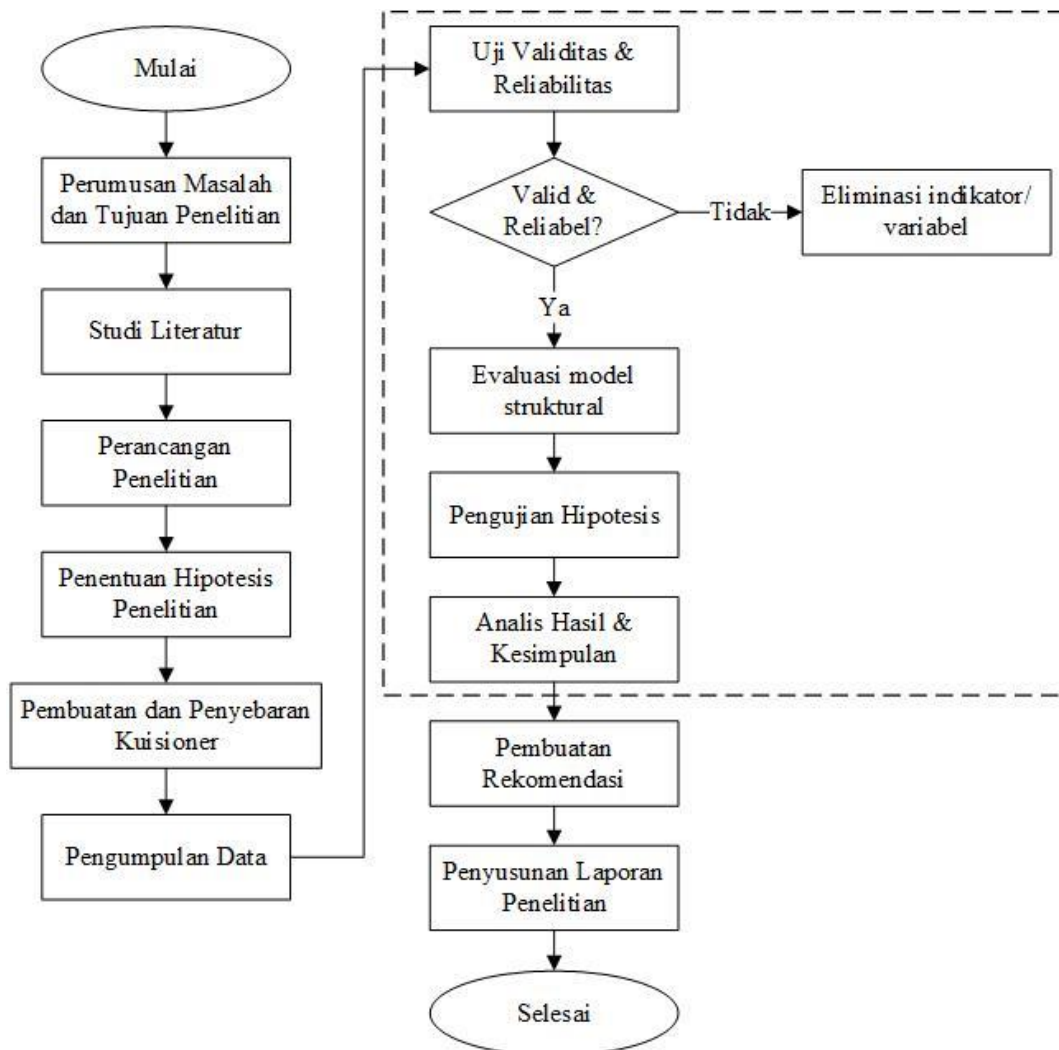 Mulai
Perumusan Masalah
dan Tujuan Penelitian
Studi Literatur
Perancangan
Penelitian
Penentuan Hipotesis
Penelitian
Pembuatan dan Penyebaran
Kuisioner
Pengumpulan Data
Uji Validitas &
Reliabilitas
Valid &
Reliabel?
Tidak
Eliminasi indikator/
variabel
Ya
Evaluasi model
struktural
Pengujian Hipotesis
Analis Hasil &
Kesimpulan
Pembuatan
Rekomendasi
Penyusunan Laporan
Penelitian
Selesai